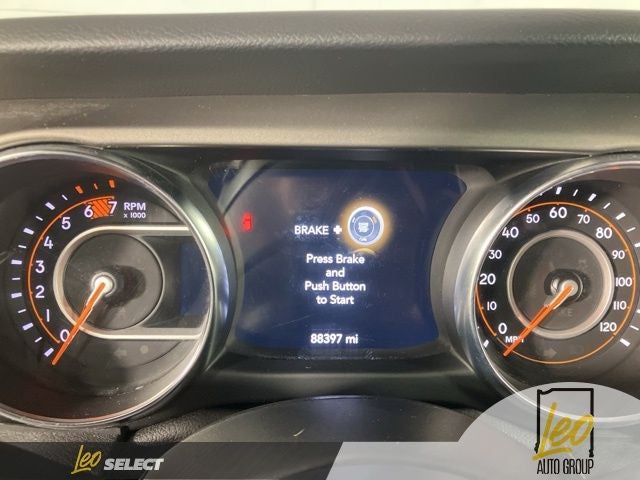 RPM
x 1000
0
1
2
3
4
5
6
7
BRAKE +
START
STOP
Press Brake
and
Push Button
to Start
88397 mi
MPH
0
10
20
30
40
50
60
70
80
90
100
110
120
Leo SELECT
Leo
AUTO GROUP